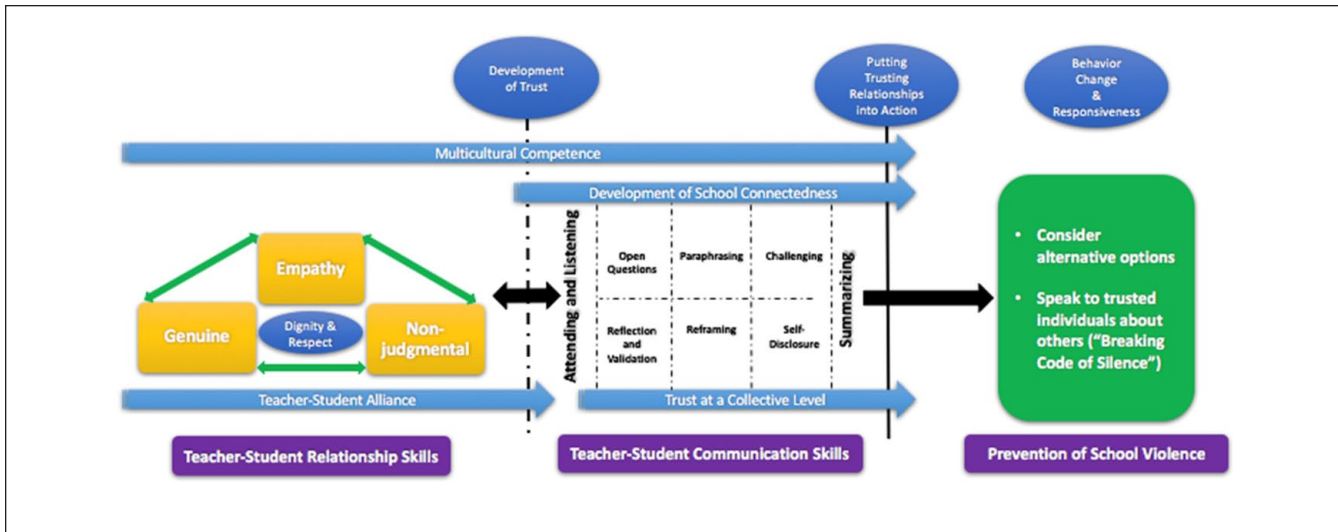 Development
of Trust
Putting
Trusting
Relationships
into Action
Behavior
Change
&
Responsiveness
Multicultural Competence
Development of School Connectedness
Empathy
Genuine
Dignity &
Respect
Non-
judgmental
Attending and Listening
Open
Questions
Paraphrasing
Challenging
Reflection
and
Validation
Reframing
Self-
Disclosure
Summarizing
• Consider
alternative options
• Speak to trusted
individuals about
others (“Breaking
Code of Silence”)
Teacher-Student Alliance
Trust at a Collective Level
Teacher-Student Relationship Skills
Teacher-Student Communication Skills
Prevention of School Violence